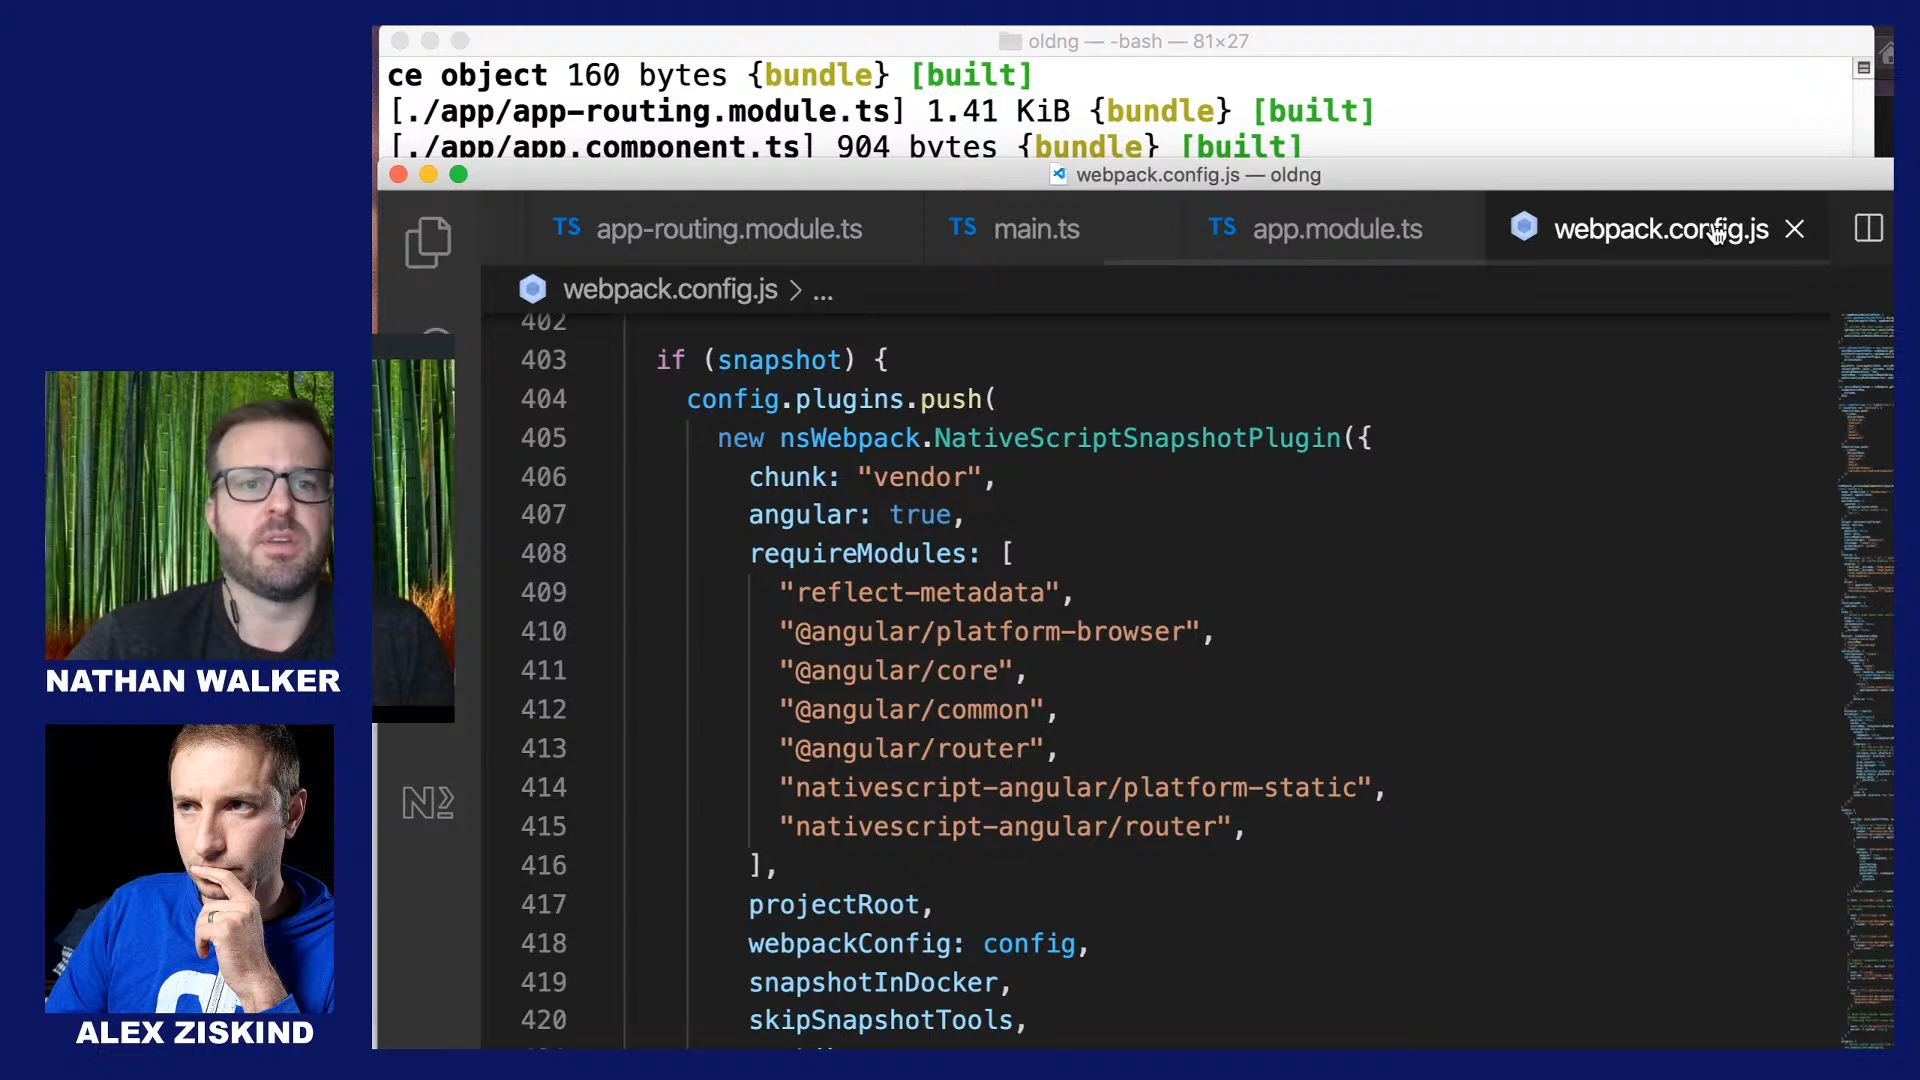 oldng — -bash — 81×27
ce object 160 bytes {bundle} [built]
[./app/app-routing.module.ts] 1.41 KiB {bundle} [built]
[./app/app.component.ts] 904 bytes {bundle} [built]
webpack.config.js — oldng
TS app-routing.module.ts
TS main.ts
TS app.module.ts
webpack.config.js
webpack.config.js > ...
402
403 if (snapshot) {
404 config.plugins.push(
405 new nsWebpack.NativeScriptSnapshotPlugin({
406 chunk: "vendor",
407 angular: true,
408 requireModules: [
409 "reflect-metadata",
410 "@angular/platform-browser",
411 "@angular/core",
412 "@angular/common",
413 "@angular/router",
414 "nativescript-angular/platform-static",
415 "nativescript-angular/router",
416 ],
417 projectRoot,
418 webpackConfig: config,
419 snapshotInDocker,
420 skipSnapshotTools,
NATHAN WALKER
ALEX ZISKIND